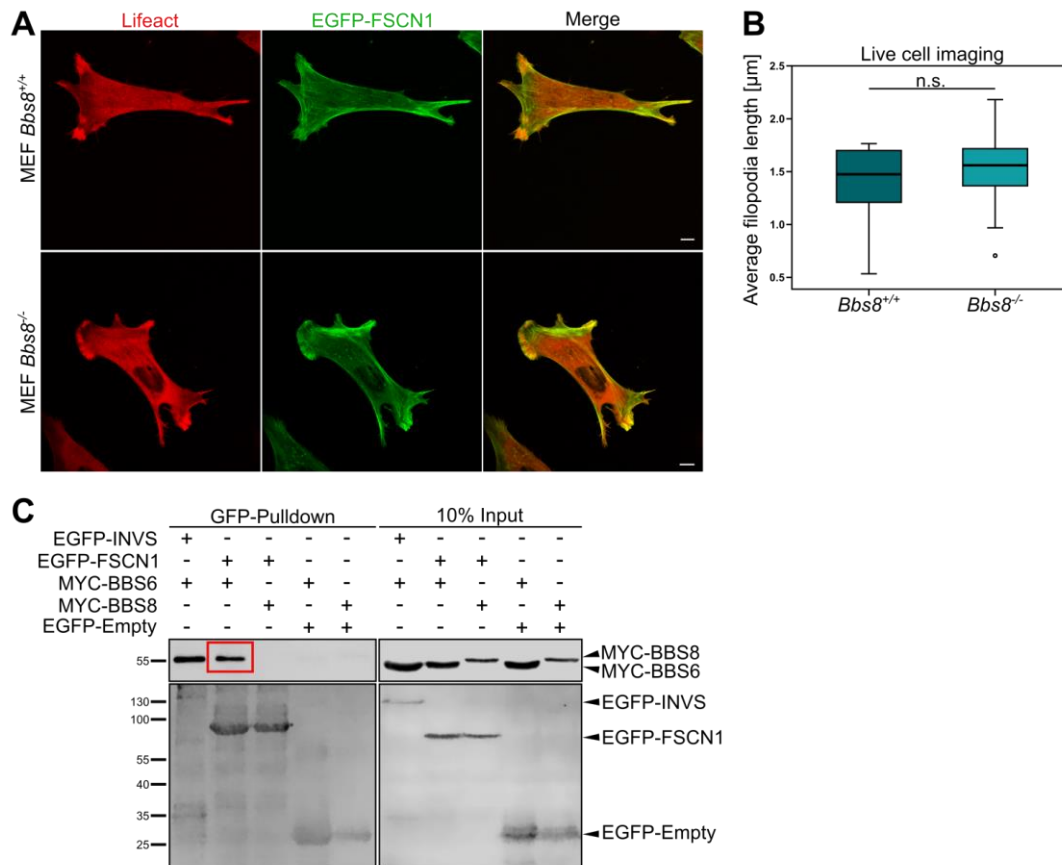 A
Lifeact EGFP-FSCN1 Merge
MEF Bbs8+/+
MEF Bbs8-/-
B
Live cell imaging
n.s.
Average filopodia length [µm]
2.5
2.0
1.5
1.0
0.5
Bbs8+/+ Bbs8-/-
C
GFP-Pulldown 10% Input
EGFP-INVS + - - - - + - - - -
EGFP-FSCN1 - + + - - - + + - -
MYC-BBS6 + + - + - + + - + -
MYC-BBS8 - - + - + - - + - +
EGFP-Empty - - - + + - - - + +
55
MYC-BBS8
MYC-BBS6
130
100
55
40
35
25
EGFP-INVS
EGFP-FSCN1
EGFP-Empty